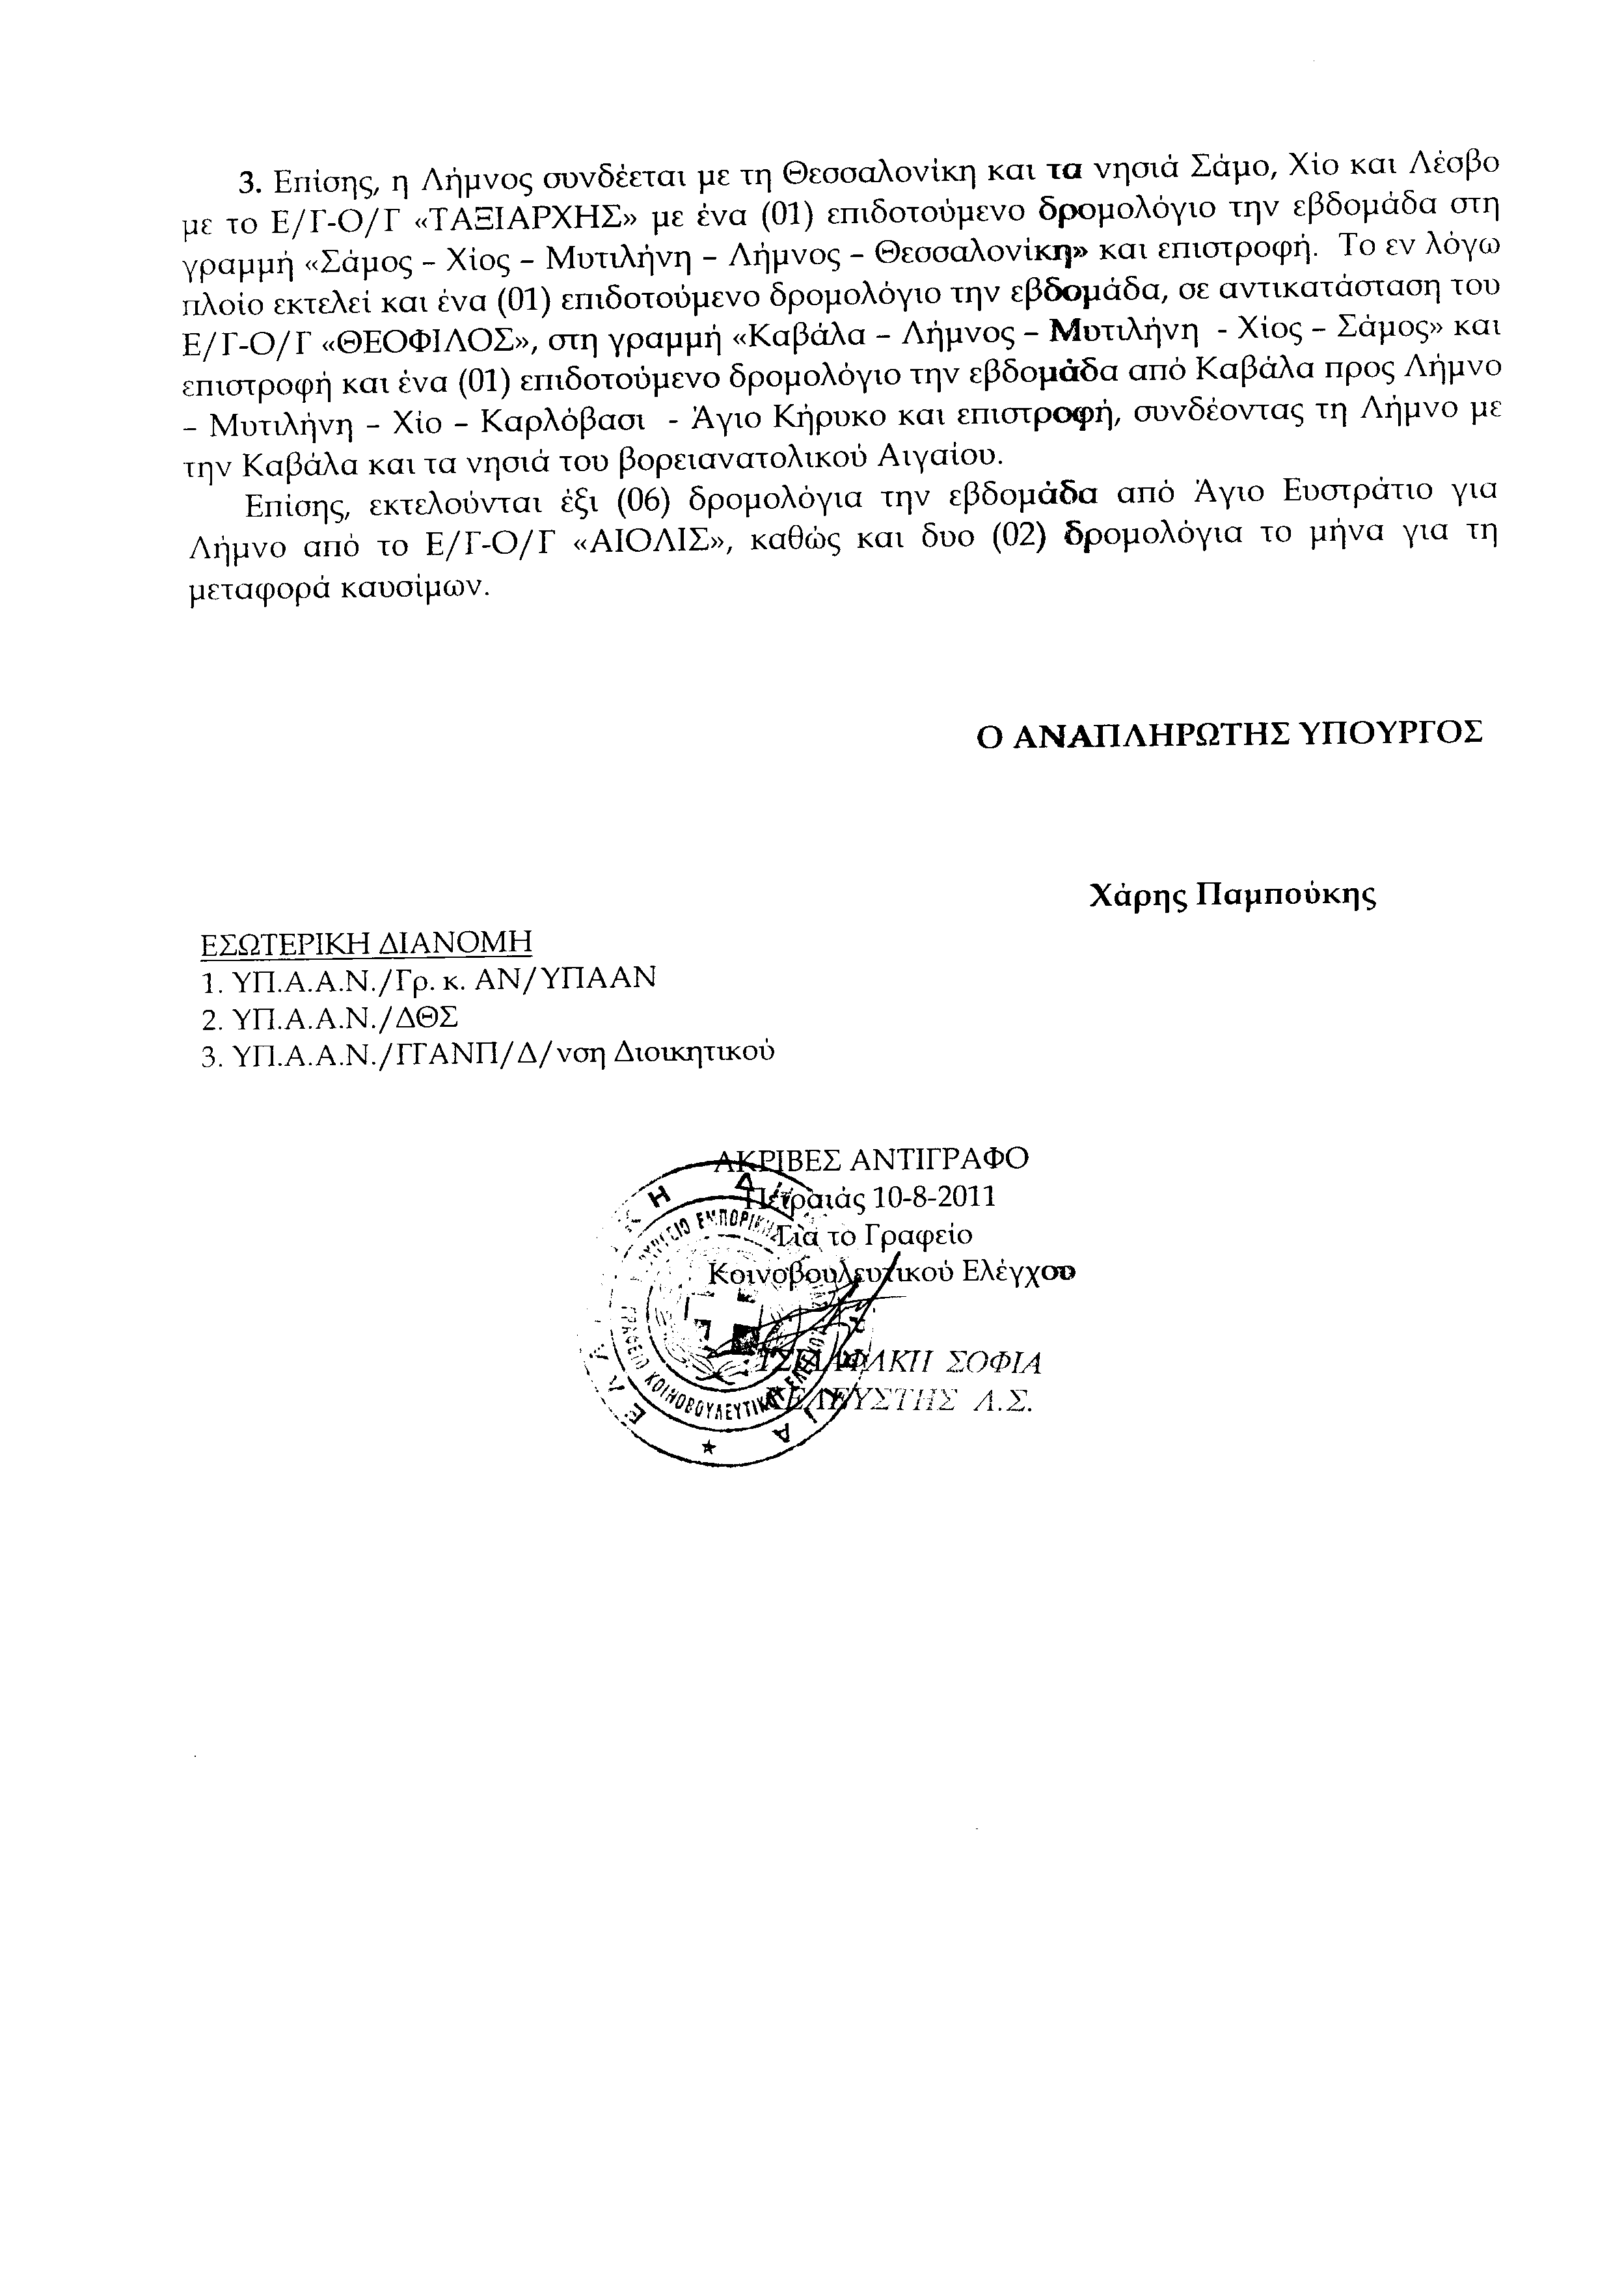 3. Επίσης, η Λήμνος συνδέεται με τη Θεσσαλονίκη και τα νησιά Σάμο, Χίο και Λέσβο
με το Ε/Γ-Ο/Γ «ΤΑΞΙΑΡΧΗΣ» με ένα (01) επιδοτούμενο δρομολόγιο την εβδομάδα στη
γραμμή «Σάμος – Χίος – Μυτιλήνη – Λήμνος – Θεσσαλονίκη» και επιστροφή. Το εν λόγω
πλοίο εκτελεί και ένα (01) επιδοτούμενο δρομολόγιο την εβδομάδα, σε αντικατάσταση του
Ε/Γ-Ο/Γ «ΘΕΟΦΙΛΟΣ», στη γραμμή «Καβάλα – Λήμνος – Μυτιλήνη - Χίος – Σάμος» και
επιστροφή και ένα (01) επιδοτούμενο δρομολόγιο την εβδομάδα από Καβάλα προς Λήμνο
– Μυτιλήνη – Χίο – Καρλόβασι - Άγιο Κήρυκο και επιστροφή, συνδέοντας τη Λήμνο με
την Καβάλα και τα νησιά του βορειανατολικού Αιγαίου.
Επίσης, εκτελούνται έξι (06) δρομολόγια την εβδομάδα από Άγιο Ευστράτιο για
Λήμνο από το Ε/Γ-Ο/Γ «ΑΙΟΛΙΣ», καθώς και δυο (02) δρομολόγια το μήνα για τη
μεταφορά καυσίμων.
Ο ΑΝΑΠΛΗΡΩΤΗΣ ΥΠΟΥΡΓΟΣ
Χάρης Παμπούκης
ΕΣΩΤΕΡΙΚΗ ΔΙΑΝΟΜΗ
1. ΥΠ.Α.Α.Ν./Γρ. κ. ΑΝ/ΥΠΑΑΝ
2. ΥΠ.Α.Α.Ν./ΔΘΣ
3. ΥΠ.Α.Α.Ν./ΓΓΑΝΠ/Δ/νση Διοικητικού
ΑΚΡΙΒΕΣ ΑΝΤΙΓΡΑΦΟ
Πειραιάς 10-8-2011
Για το Γραφείο
Κοινοβουλευτικού Ελέγχου
ΣΟΦΙΑ
ΚΕΛΕΥΣΤΗΣ Λ.Σ.
ΓΡΑΦΕΙΟ ΚΟΙΝΟΒΟΥΛΕΥΤΙΚΟΥ ΕΛΕΓΧΟΥ